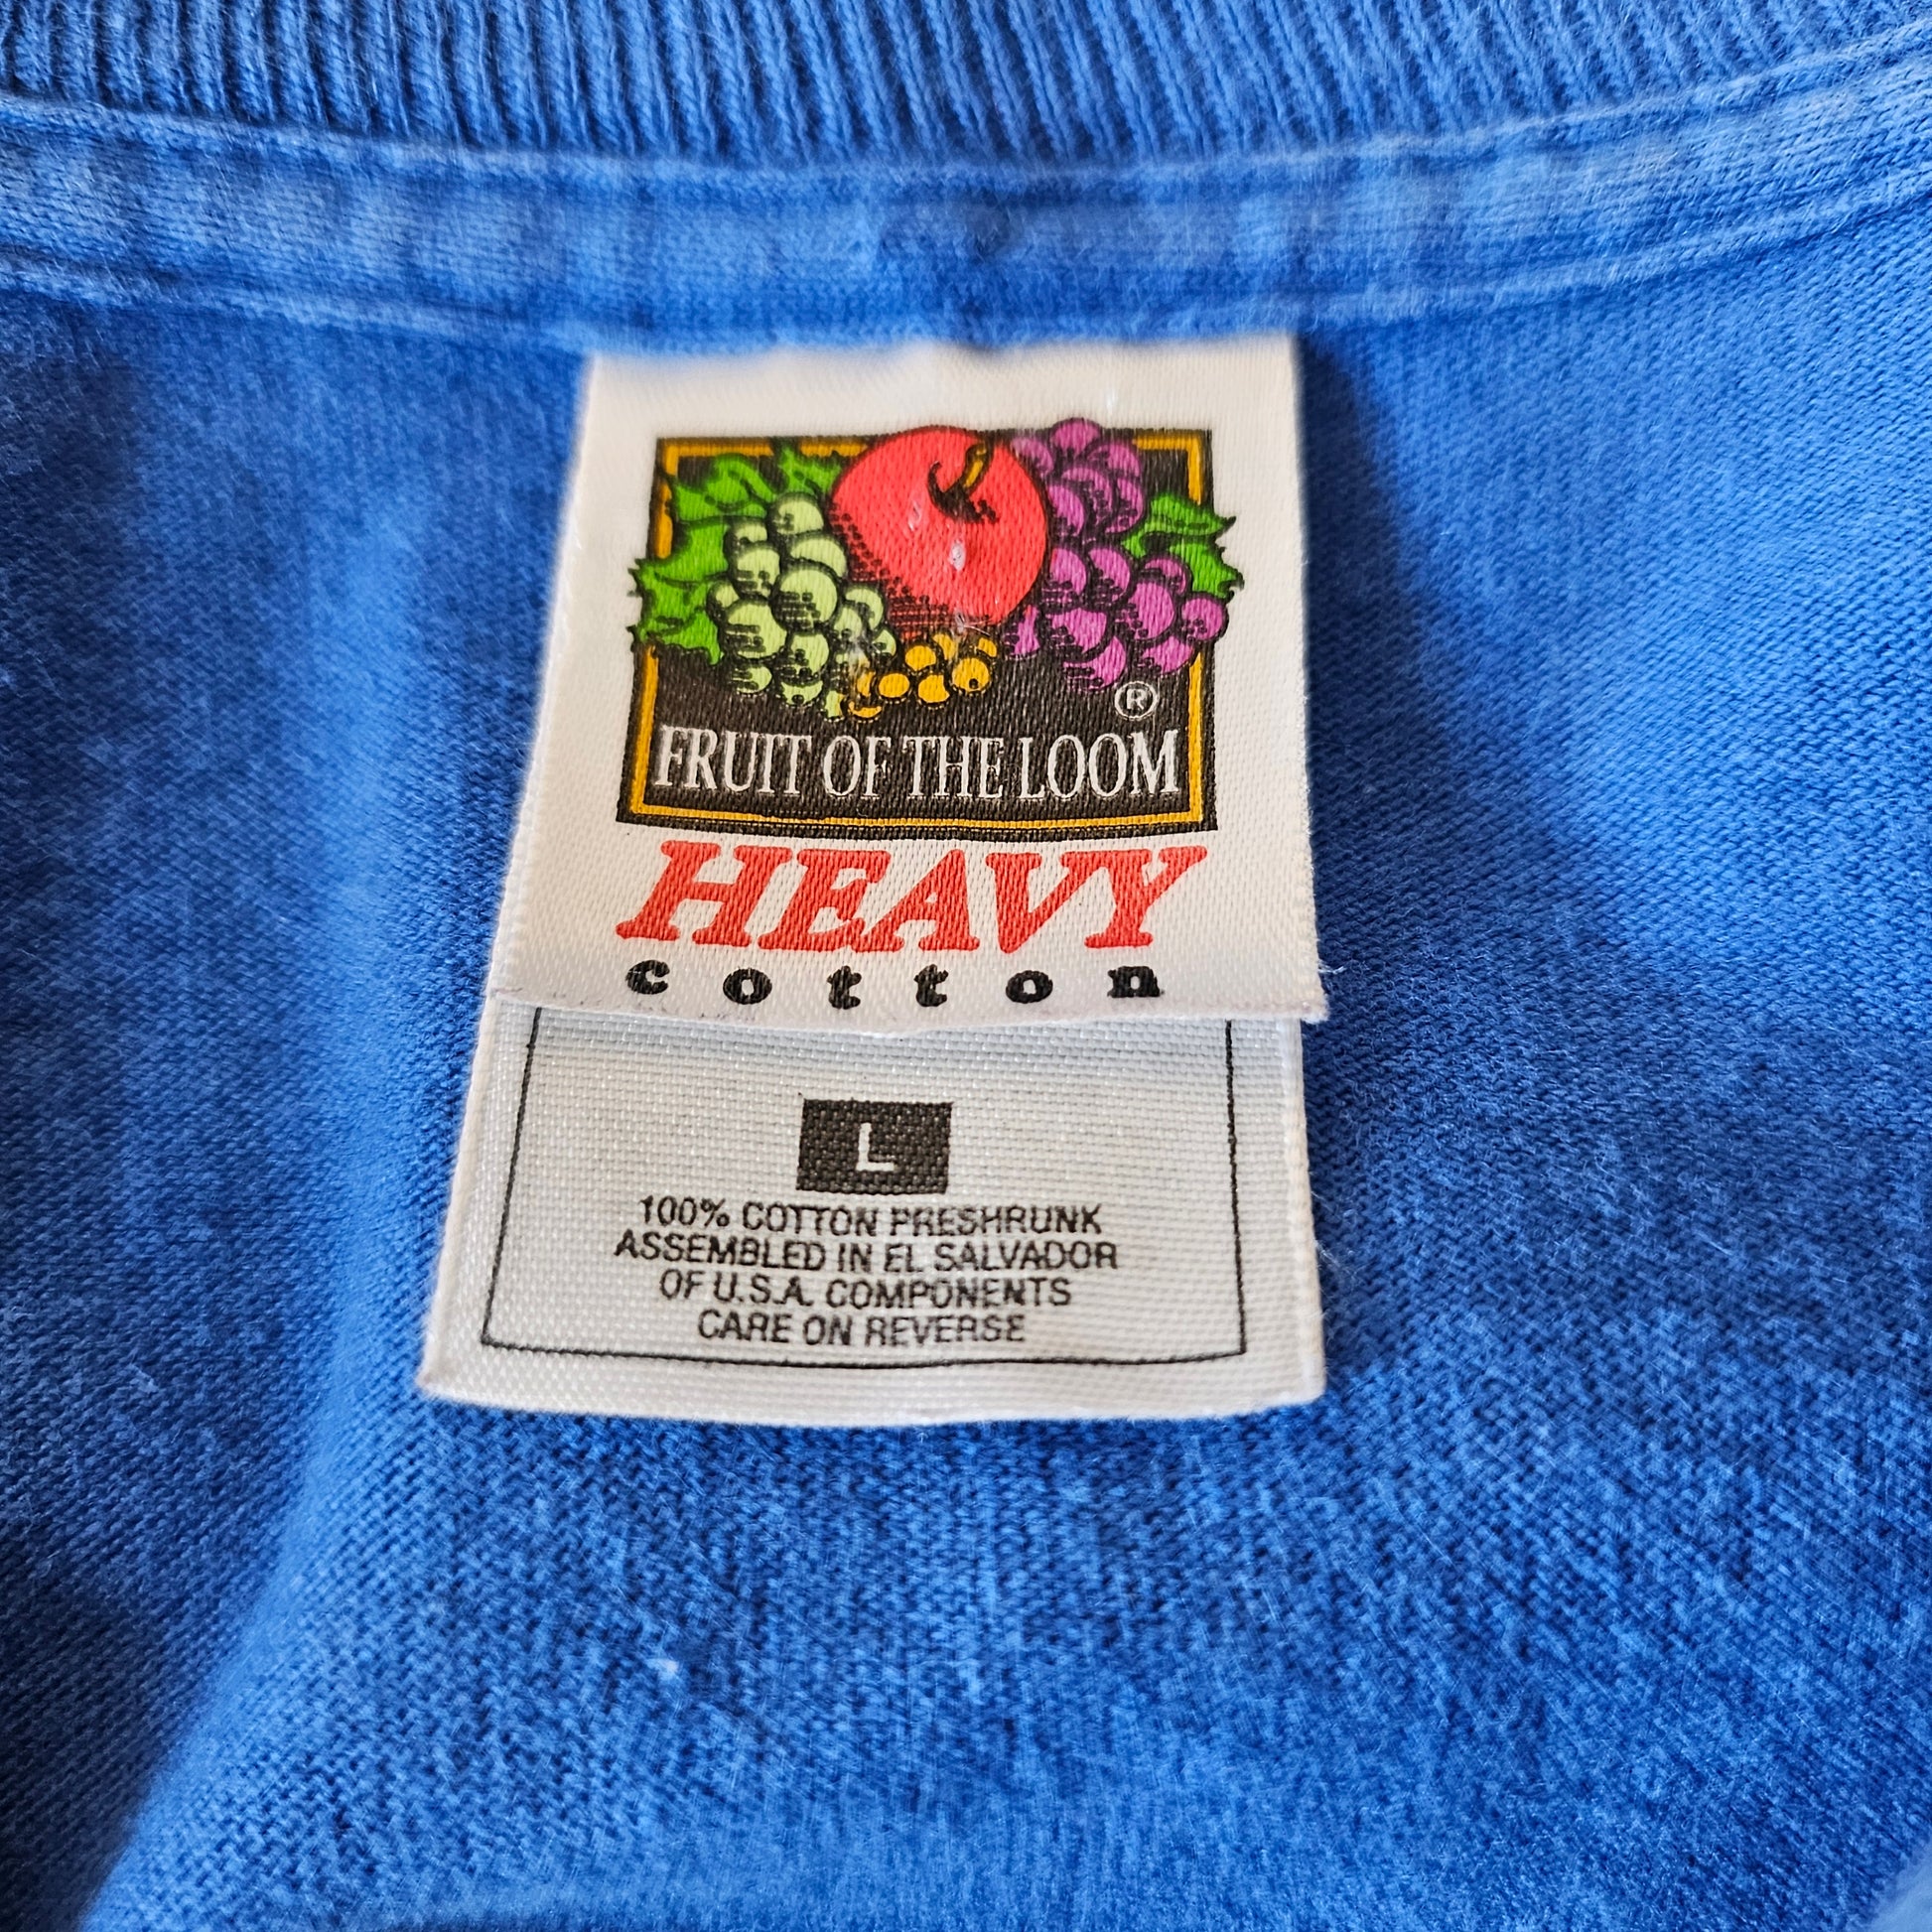 ®
FRUIT OF THE LOOM
HEAVY
cotton
L
100% COTTON PRESHRUNK
ASSEMBLED IN EL SALVADOR
OF U.S.A. COMPONENTS
CARE ON REVERSE